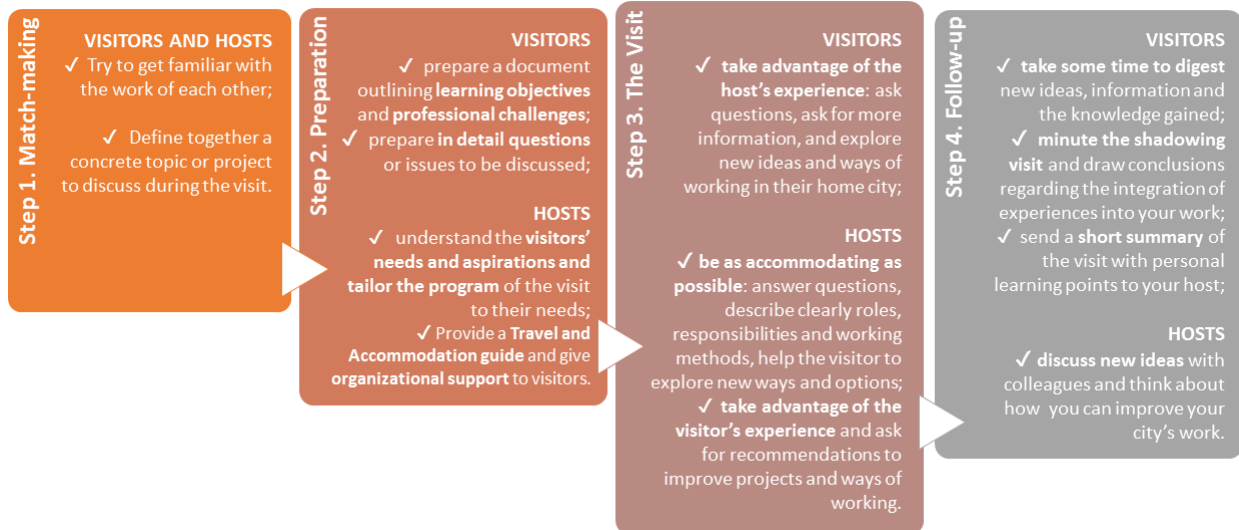 Step 1. Match-making
VISITORS AND HOSTS
✓ Try to get familiar with
the work of each other;
✓ Define together a
concrete topic or project
to discuss during the visit.
Step 2. Preparation
VISITORS
✓ prepare a document
outlining learning objectives
and professional challenges;
✓ prepare in detail questions
or issues to be discussed;
HOSTS
✓ understand the visitors'
needs and aspirations and
tailor the program of the visit
to their needs;
✓ Provide a Travel and
Accommodation guide and give
organizational support to visitors.
Step 3. The Visit
VISITORS
✓ take advantage of the
host's experience: ask
questions, ask for more
information, and explore
new ideas and ways of
working in their home city;
HOSTS
✓ be as accommodating as
possible: answer questions,
describe clearly roles,
responsibilities and working
methods, help the visitor to
explore new ways and options;
✓ take advantage of the
visitor's experience and ask
for recommendations to
improve projects and ways of
working.
Step 4. Follow-up
VISITORS
✓ take some time to digest
new ideas, information and
the knowledge gained;
✓ minute the shadowing
visit and draw conclusions
regarding the integration of
experiences into your work;
✓ send a short summary of
the visit with personal
learning points to your host;
HOSTS
✓ discuss new ideas with
colleagues and think about
how you can improve your
city's work.